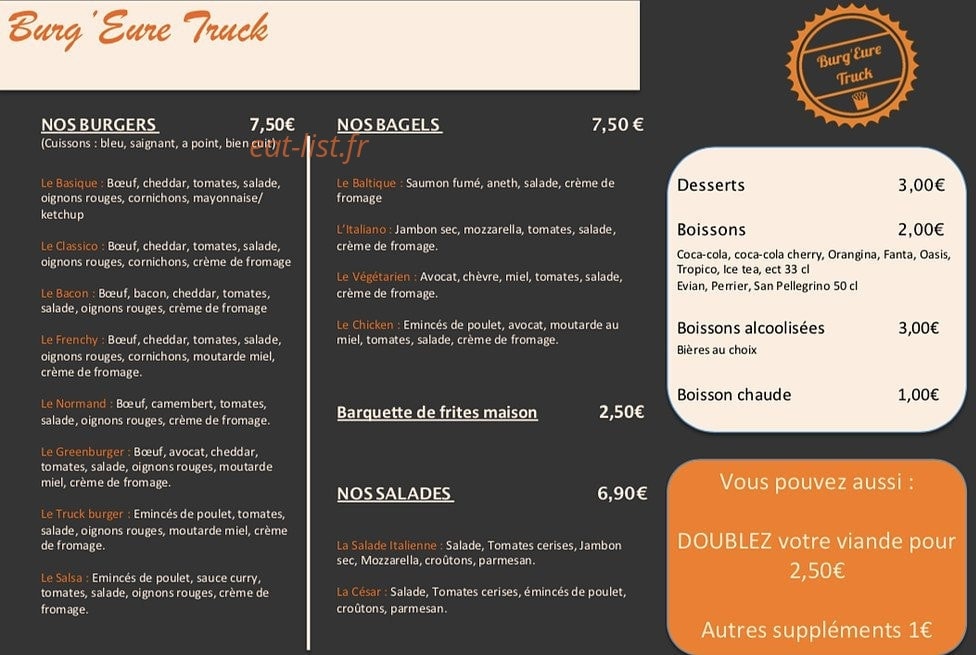 Burg'Eure Truck
Burg'Eure
Truck
NOS BURGERS 7,50€
(Cuissons : bleu, saignant, a point, bien cuit)
eat-list.fr
Le Basique : Bœuf, cheddar, tomates, salade,
oignons rouges, cornichons, mayonnaise/
ketchup
Le Classico : Bœuf, cheddar, tomates, salade,
oignons rouges, cornichons, crème de fromage
Le Bacon : Bœuf, bacon, cheddar, tomates,
salade, oignons rouges, crème de fromage
Le Frenchy : Bœuf, cheddar, tomates, salade,
oignons rouges, cornichons, moutarde miel,
crème de fromage.
Le Normand : Bœuf, camembert, tomates,
salade, oignons rouges, crème de fromage.
Le Greenburger : Bœuf, avocat, cheddar,
tomates, salade, oignons rouges, moutarde
miel, crème de fromage.
Le Truck burger : Emincés de poulet, tomates,
salade, oignons rouges, moutarde miel, crème
de fromage.
Le Salsa : Emincés de poulet, sauce curry,
tomates, salade, oignons rouges, crème de
fromage.
NOS BAGELS 7,50 €
Le Baltique : Saumon fumé, aneth, salade, crème de
fromage
L'Italiano : Jambon sec, mozzarella, tomates, salade,
crème de fromage.
Le Végétarien : Avocat, chèvre, miel, tomates, salade,
crème de fromage.
Le Chicken : Emincés de poulet, avocat, moutarde au
miel, tomates, salade, crème de fromage.
Barquette de frites maison 2,50€
NOS SALADES 6,90€
La Salade Italienne : Salade, Tomates cerises, Jambon
sec, Mozzarella, croûtons, parmesan.
La César : Salade, Tomates cerises, émincés de poulet,
croûtons, parmesan.
Desserts 3,00€
Boissons 2,00€
Coca-cola, coca-cola cherry, Orangina, Fanta, Oasis,
Tropico, Ice tea, ect 33 cl
Evian, Perrier, San Pellegrino 50 cl
Boissons alcoolisées 3,00€
Bières au choix
Boisson chaude 1,00€
Vous pouvez aussi :
DOUBLEZ votre viande pour
2,50€
Autres suppléments 1€